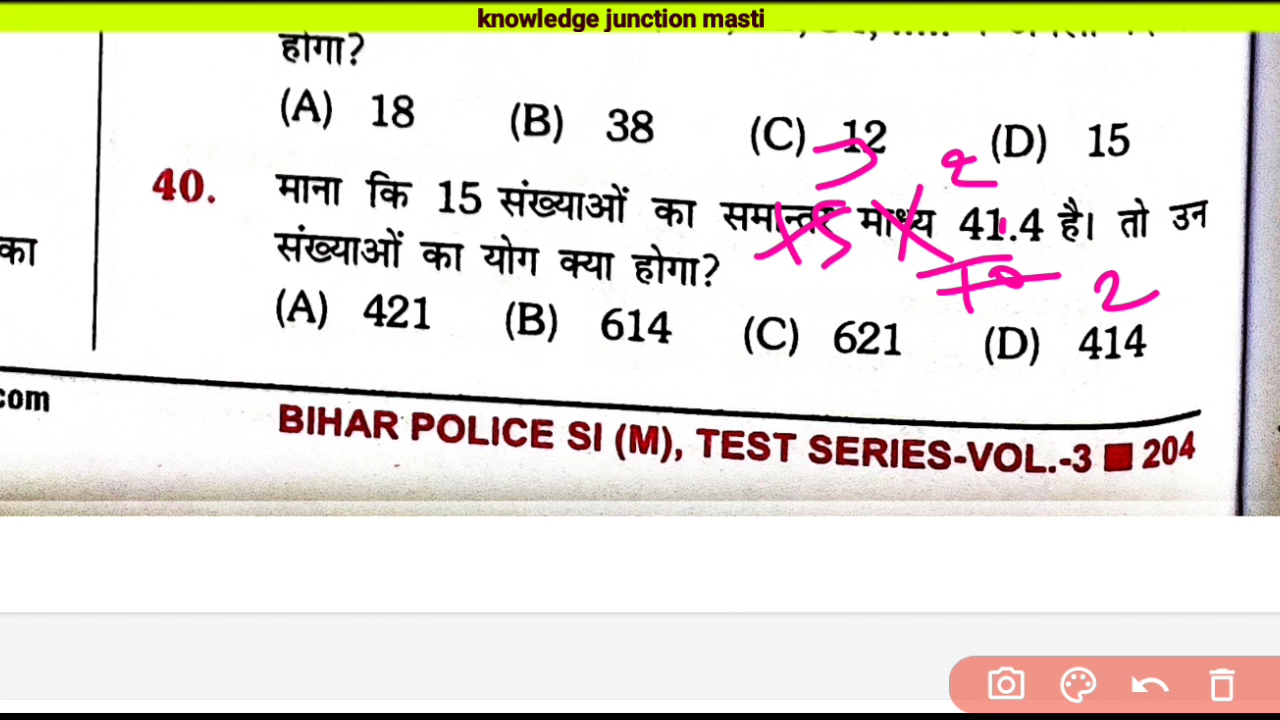 knowledge junction masti
होगा?
(A) 18 (B) 38 (C) 12 (D) 15
40. माना कि 15 संख्याओं का समान्तर माध्य 41.4 है। तो उन
का संख्याओं का योग क्या होगा?
(A) 421 (B) 614 (C) 621 (D) 414
com
BIHAR POLICE SI (M), TEST SERIES-VOL.-3 ■ 204